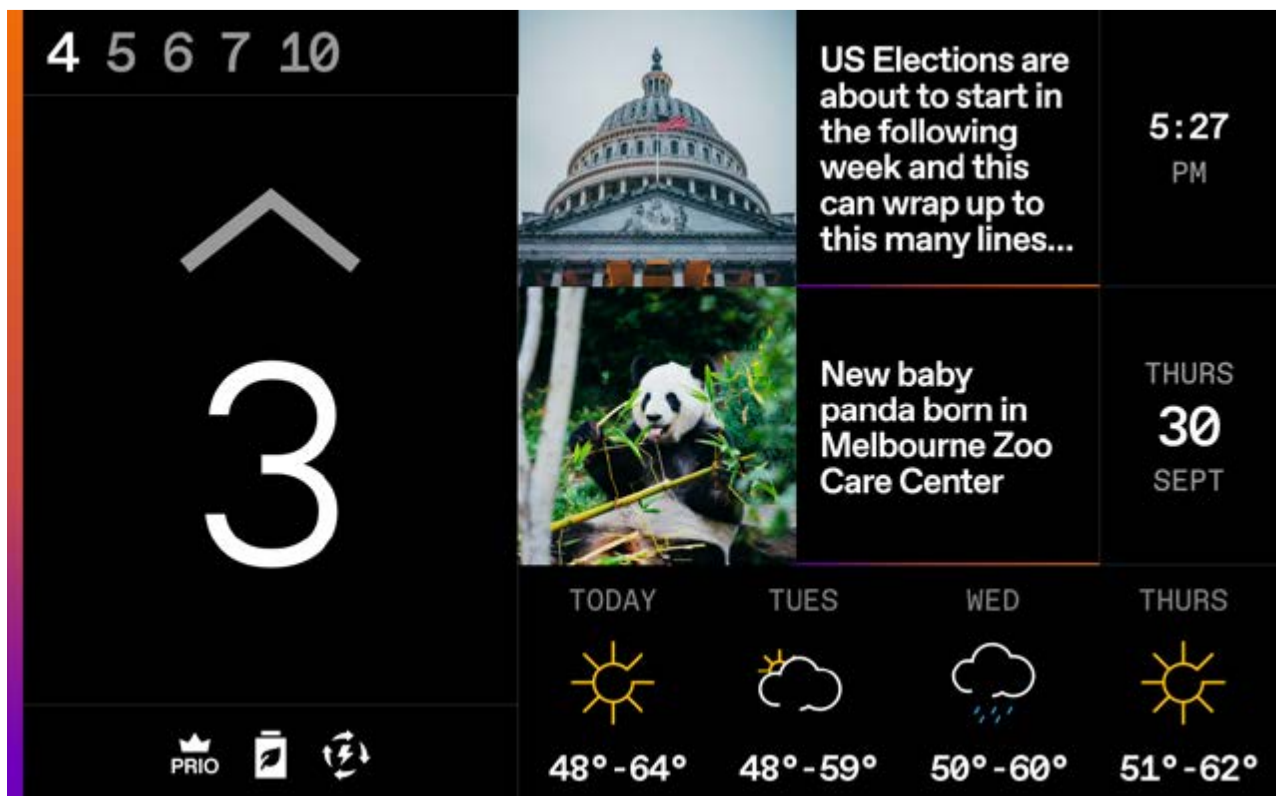 4 5 6 7 10
3
PRIO
US Elections are
about to start in
the following
week and this
can wrap up to
this many lines...
5:27
PM
New baby
panda born in
Melbourne Zoo
Care Center
THURS
30
SEPT
TODAY TUES WED THURS
48°-64° 48°-59° 50°-60° 51°-62°